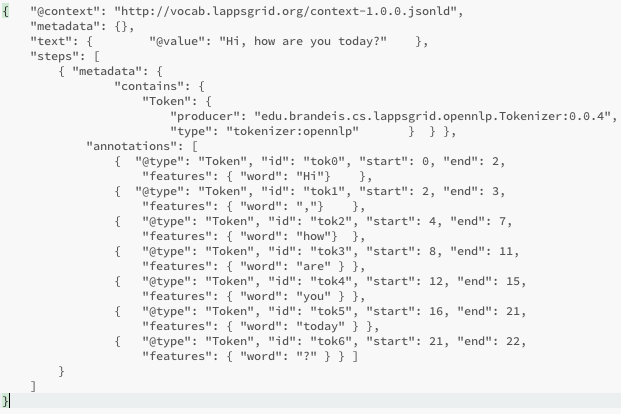 {   "@context": "http://vocab.lappsgrid.org/context-1.0.0.jsonld",
    "metadata": {},
    "text": {        "@value": "Hi, how are you today?"    },
    "steps": [
        { "metadata": {
                "contains": {
                    "Token": {
                        "producer": "edu.brandeis.cs.lappsgrid.opennlp.Tokenizer:0.0.4",
                        "type": "tokenizer:opennlp"       }  } },
            "annotations": [
                {  "@type": "Token", "id": "tok0", "start": 0, "end": 2,
                    "features": { "word": "Hi"}    },
                {  "@type": "Token", "id": "tok1", "start": 2, "end": 3,
                    "features": { "word": ","}    },
                {   "@type": "Token", "id": "tok2", "start": 4, "end": 7,
                    "features": { "word": "how"}  },
                {   "@type": "Token", "id": "tok3", "start": 8, "end": 11,
                    "features": { "word": "are" } },
                {   "@type": "Token", "id": "tok4", "start": 12, "end": 15,
                    "features": { "word": "you" } },
                {   "@type": "Token", "id": "tok5", "start": 16, "end": 21,
                    "features": { "word": "today" } },
                {   "@type": "Token", "id": "tok6", "start": 21, "end": 22,
                    "features": { "word": "?" } } ]
        }
    ]
}